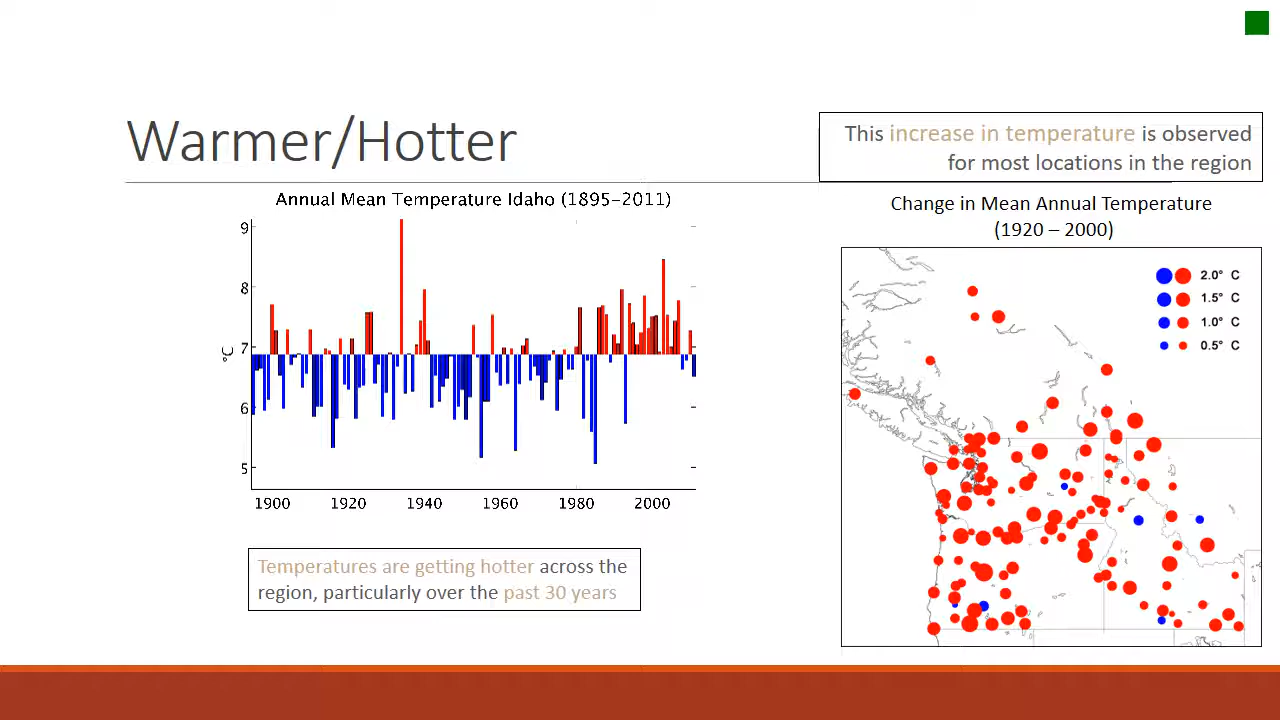 Warmer/Hotter
This increase in temperature is observed
for most locations in the region
Annual Mean Temperature Idaho (1895–2011)
9
8
7
6
5
°C
1900 1920 1940 1960 1980 2000
Temperatures are getting hotter across the
region, particularly over the past 30 years
Change in Mean Annual Temperature
(1920 – 2000)
2.0° C
1.5° C
1.0° C
0.5° C